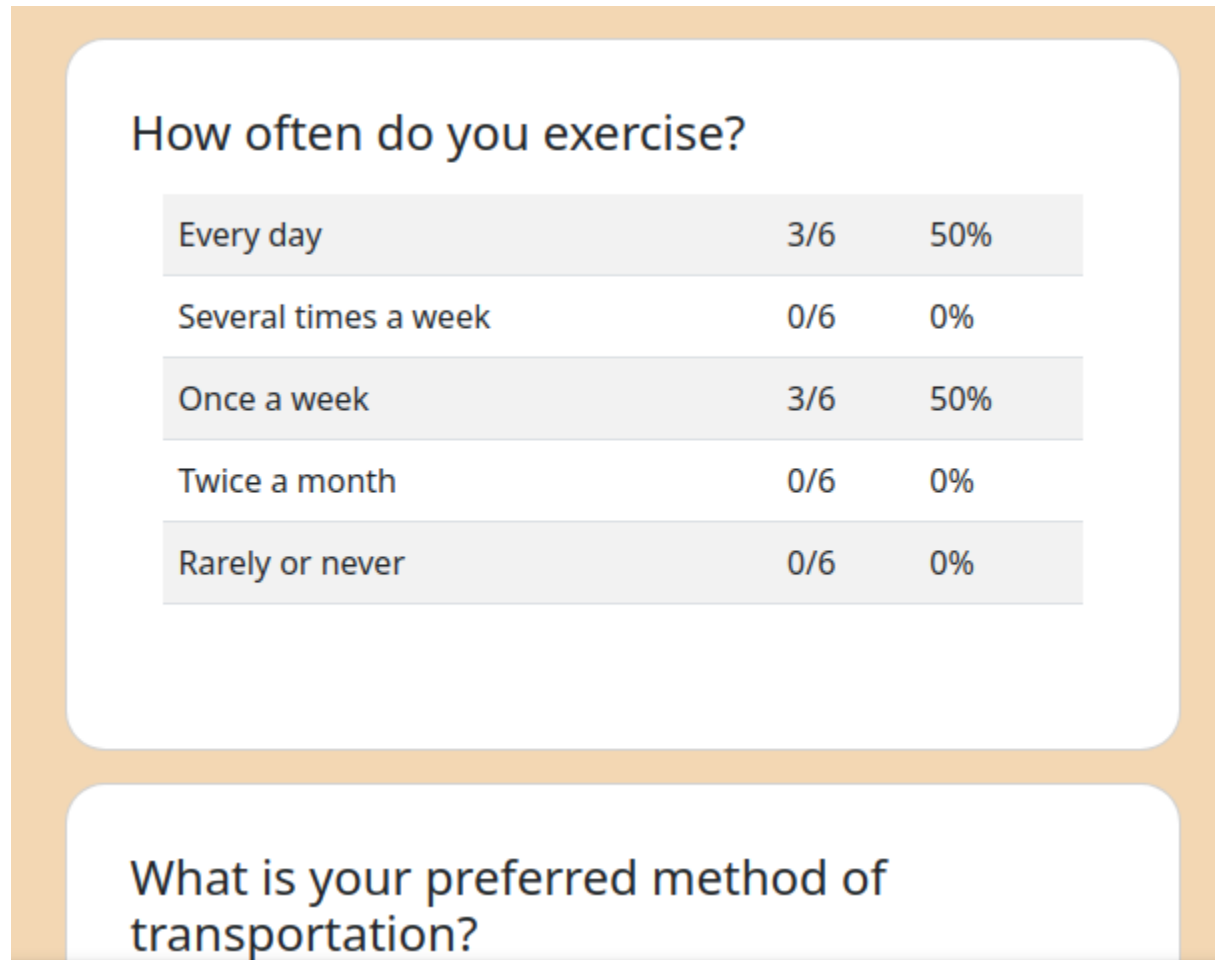 How often do you exercise?
Every day 3/6 50%
Several times a week 0/6 0%
Once a week 3/6 50%
Twice a month 0/6 0%
Rarely or never 0/6 0%
What is your preferred method of
transportation?